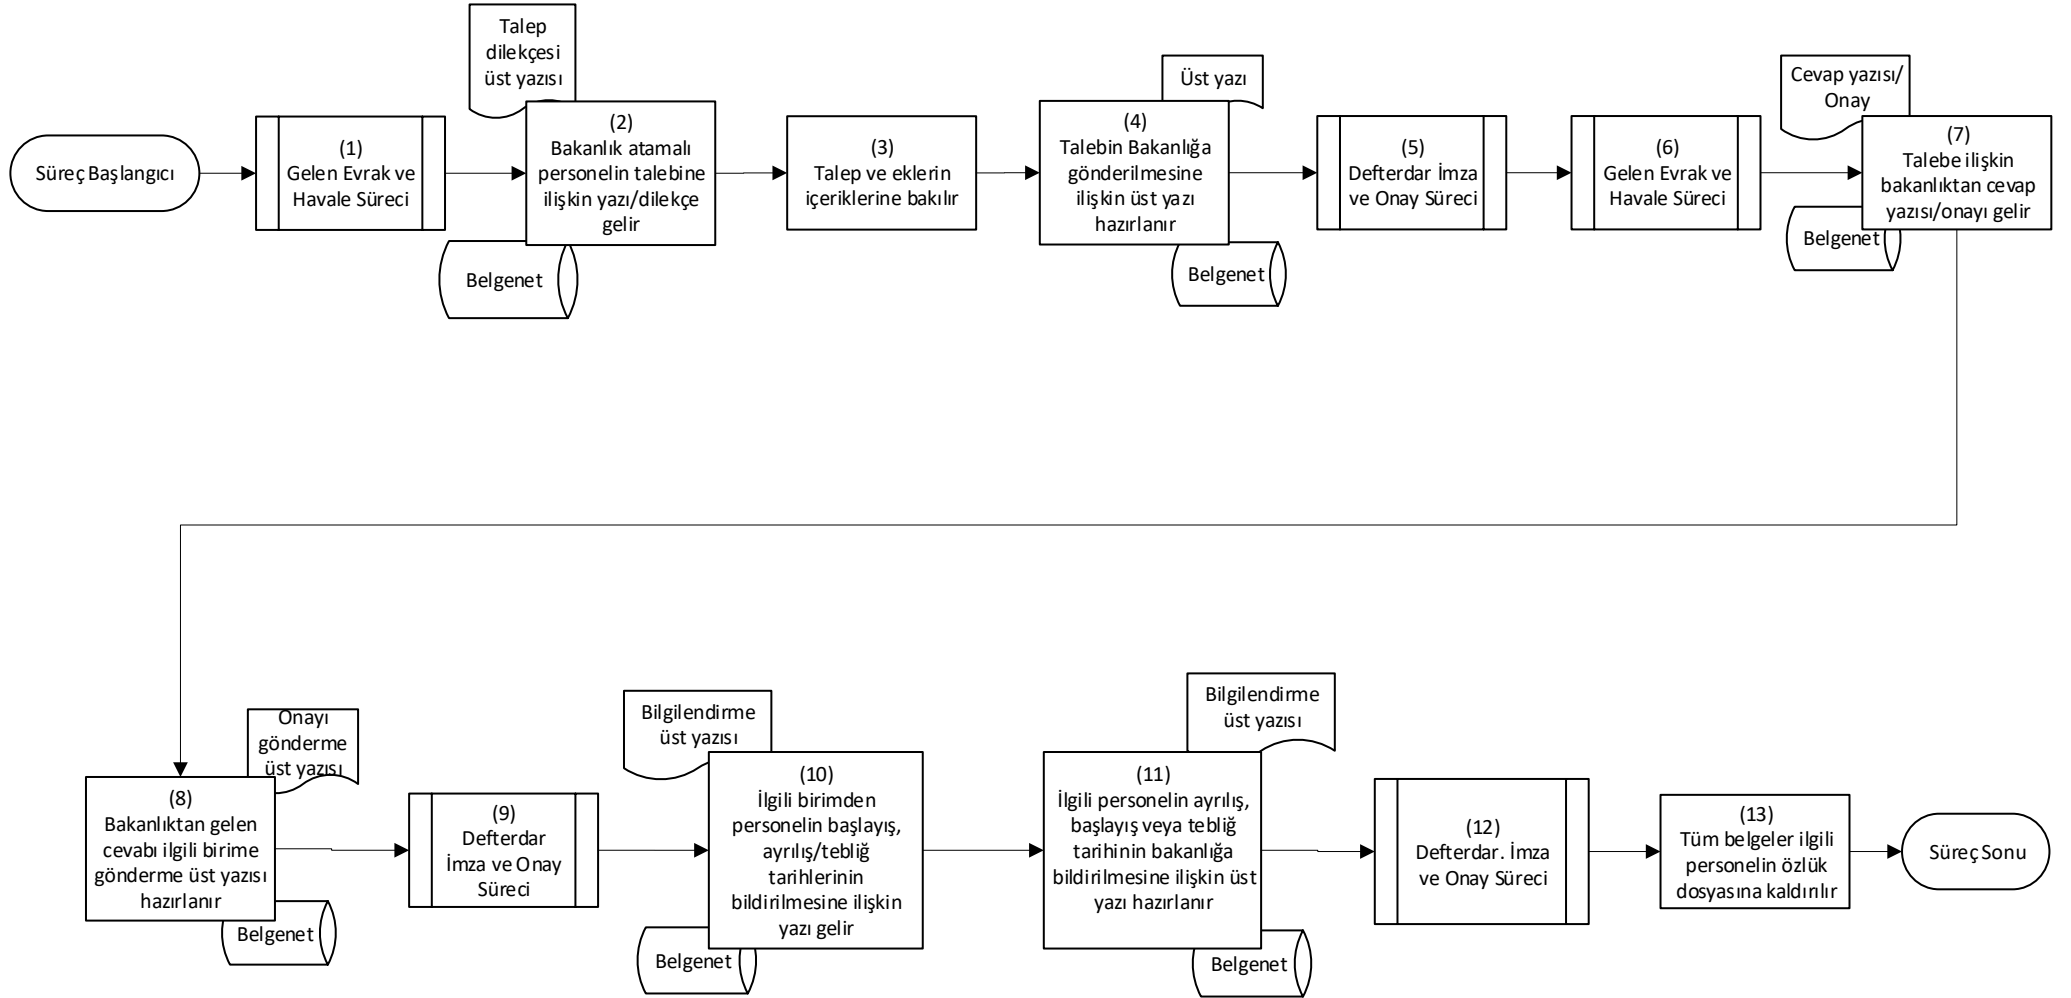 Süreç Başlangıcı
(1)
Gelen Evrak ve
Havale Süreci
Talep
dilekçesi
üst yazısı
(2)
Bakanlık atamalı
personelin talebine
ilişkin yazı/dilekçe
gelir
Belgenet
(3)
Talep ve eklerin
içeriklerine bakılır
Üst yazı
(4)
Talebin Bakanlığa
gönderilmesine
ilişkin üst yazı
hazırlanır
Belgenet
(5)
Defterdar İmza
ve Onay Süreci
(6)
Gelen Evrak ve
Havale Süreci
Cevap yazısı/
Onay
(7)
Talebe ilişkin
bakanlıktan cevap
yazısı/onayı gelir
Belgenet
Onayı
gönderme
üst yazısı
(8)
Bakanlıktan gelen
cevabı ilgili birime
gönderme üst yazısı
hazırlanır
Belgenet
(9)
Defterdar
İmza ve Onay
Süreci
Bilgilendirme
üst yazısı
(10)
İlgili birimden
personelin başlayış,
ayrılış/tebliğ
tarihlerinin
bildirilmesine ilişkin
yazı gelir
Belgenet
Bilgilendirme
üst yazısı
(11)
İlgili personelin ayrılış,
başlayış veya tebliğ
tarihinin bakanlığa
bildirilmesine ilişkin üst
yazı hazırlanır
Belgenet
(12)
Defterdar. İmza
ve Onay Süreci
(13)
Tüm belgeler ilgili
personelin özlük
dosyasına kaldırılır
Süreç Sonu